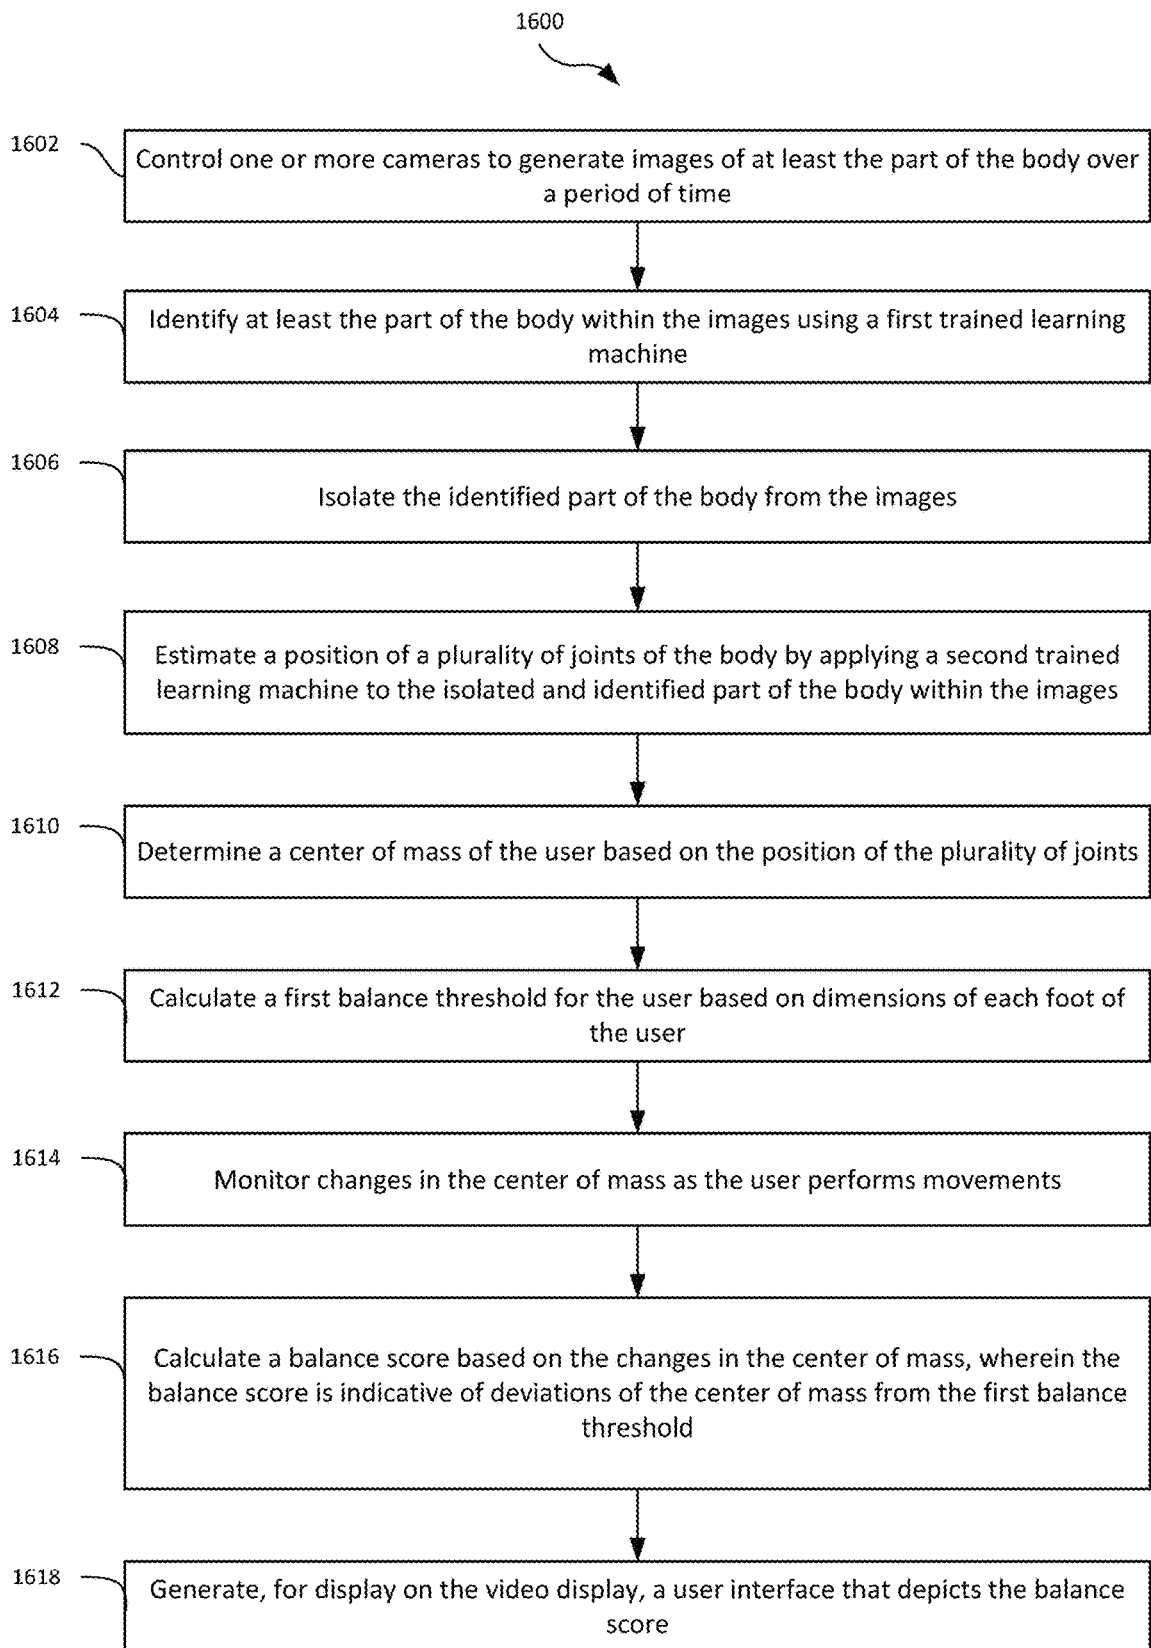 1600
1602
Control one or more cameras to generate images of at least the part of the body over
a period of time
1604
Identify at least the part of the body within the images using a first trained learning
machine
1606
Isolate the identified part of the body from the images
1608
Estimate a position of a plurality of joints of the body by applying a second trained
learning machine to the isolated and identified part of the body within the images
1610
Determine a center of mass of the user based on the position of the plurality of joints
1612
Calculate a first balance threshold for the user based on dimensions of each foot of
the user
1614
Monitor changes in the center of mass as the user performs movements
1616
Calculate a balance score based on the changes in the center of mass, wherein the
balance score is indicative of deviations of the center of mass from the first balance
threshold
1618
Generate, for display on the video display, a user interface that depicts the balance
score